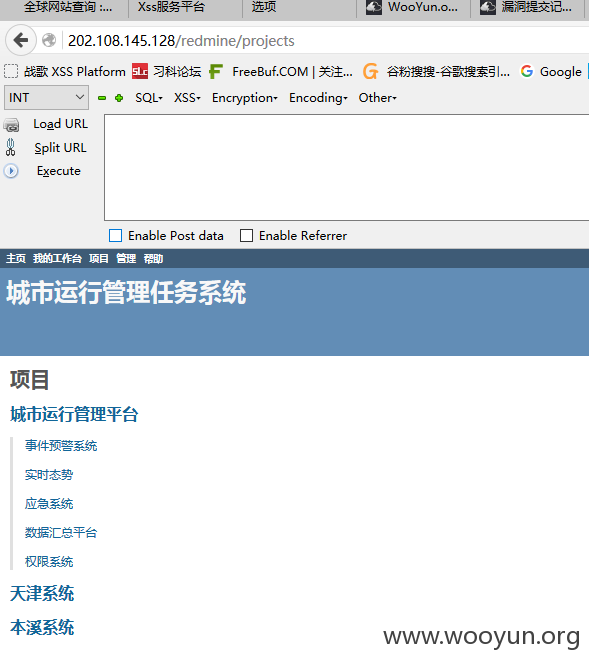 全球网站查询 :... Xss服务平台 选项 WooYun.o... 漏洞提交记...
202.108.145.128/redmine/projects
战歌 XSS Platform 习科论坛 FreeBuf.COM | 关注... 谷粉搜搜-谷歌搜索引... Google
INT SQL XSS Encryption Encoding Other
Load URL
Split URL
Execute
Enable Post data Enable Referrer
主页 我的工作台 项目 管理 帮助
城市运行管理任务系统
项目
城市运行管理平台
事件预警系统
实时态势
应急系统
数据汇总平台
权限系统
天津系统
本溪系统
www.wooyun.org